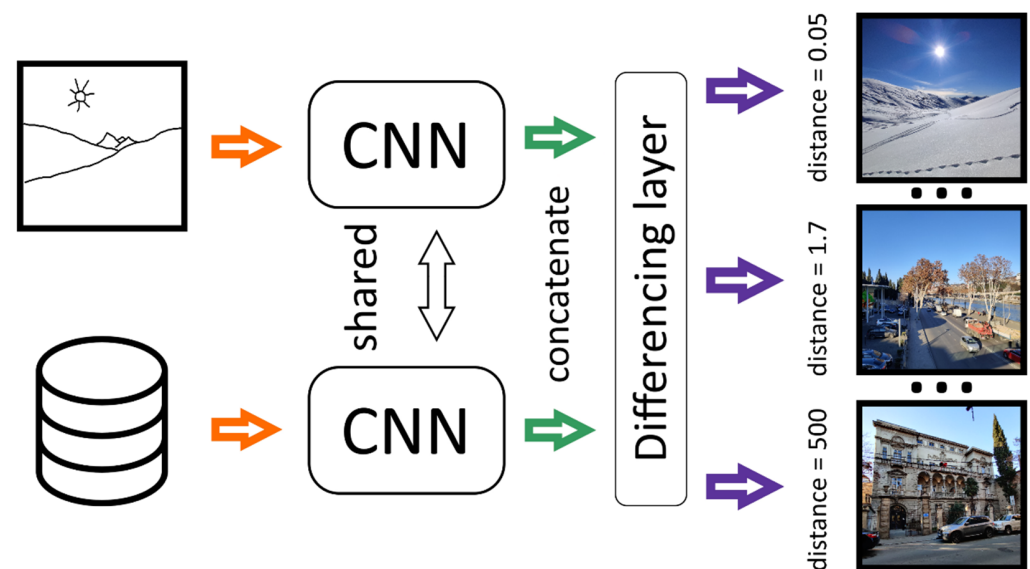 CNN
shared
CNN
concatenate
Differencing layer
distance = 0.05
distance = 1.7
distance = 500